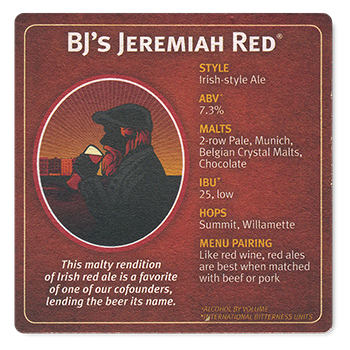 BJ's Jeremiah Red®
STYLE
Irish-style Ale
ABV*
7.3%
MALTS
2-row Pale, Munich,
Belgian Crystal Malts,
Chocolate
IBU*
25, low
HOPS
Summit, Willamette
MENU PAIRING
Like red wine, red ales
are best when matched
with beef or pork
This malty rendition
of Irish red ale is a favorite
of one of our cofounders,
lending the beer its name.
*ALCOHOL BY VOLUME
*INTERNATIONAL BITTERNESS UNITS